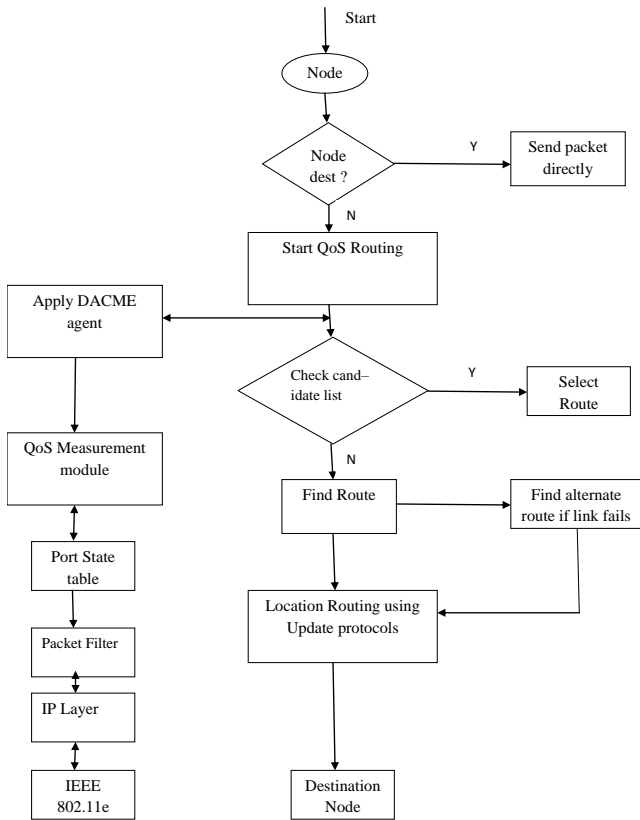 Start
Node
Node
dest ?
Y
Send packet
directly
N
Start QoS Routing
Apply DACME
agent
Check cand–
idate list
Y
Select
Route
QoS Measurement
module
N
Find Route
Find alternate
route if link fails
Port State
table
Location Routing using
Update protocols
Packet Filter
IP Layer
IEEE
802.11e
Destination
Node